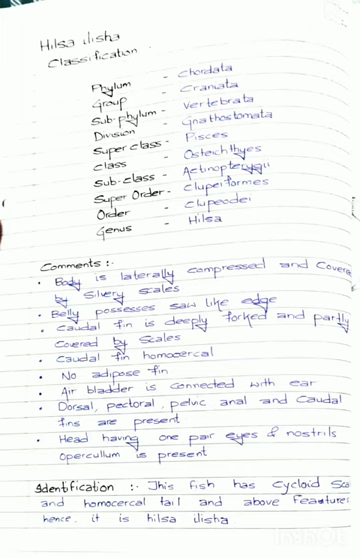 Hilsa ilisha
Classification
Phylum - Chordata
Group - Craniata
Sub-phylum - Vertebrata
Division - Gnathostomata
Super class - Pisces
Class - Osteichthyes
Sub-class - Actinopterygii
Super Order - Clupeiformes
Order - Clupeodei
Genus - Hilsa
Comments :-
• Body is laterally compressed and Covere
by Silvery scales
• Belly possesses saw like edge
• Caudal fin is deeply forked and partly
Covered by Scales
• Caudal fin homocercal
• No adipose fin
• Air bladder is connected with ear
• Dorsal, pectoral, pelvic anal and Caudal
fins are present
• Head having one pair eyes & nostrils
Operculum is present
Identification :- This fish has Cycloid Sca
and homocercal tail and above Features
hence, it is hilsa ilisha